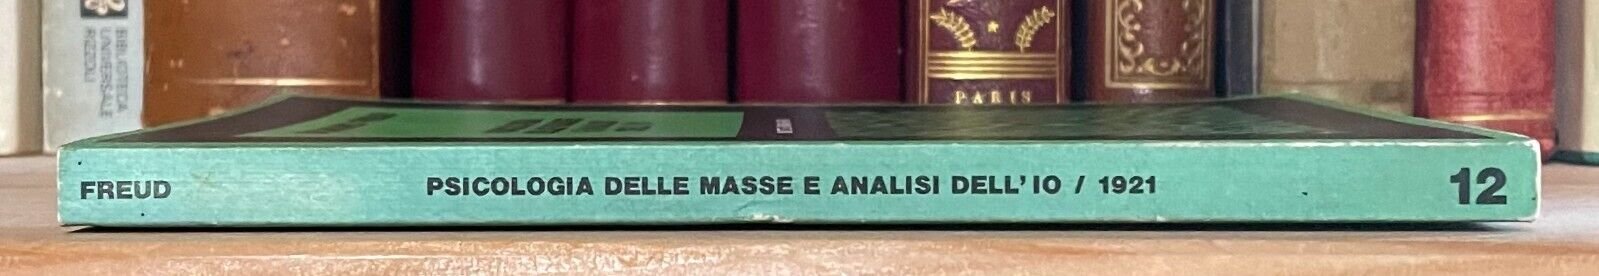 BIBLIOTECA
UNIVERSALE
RIZZOLI
PARIS
FREUD
PSICOLOGIA DELLE MASSE E ANALISI DELL'IO / 1921
12